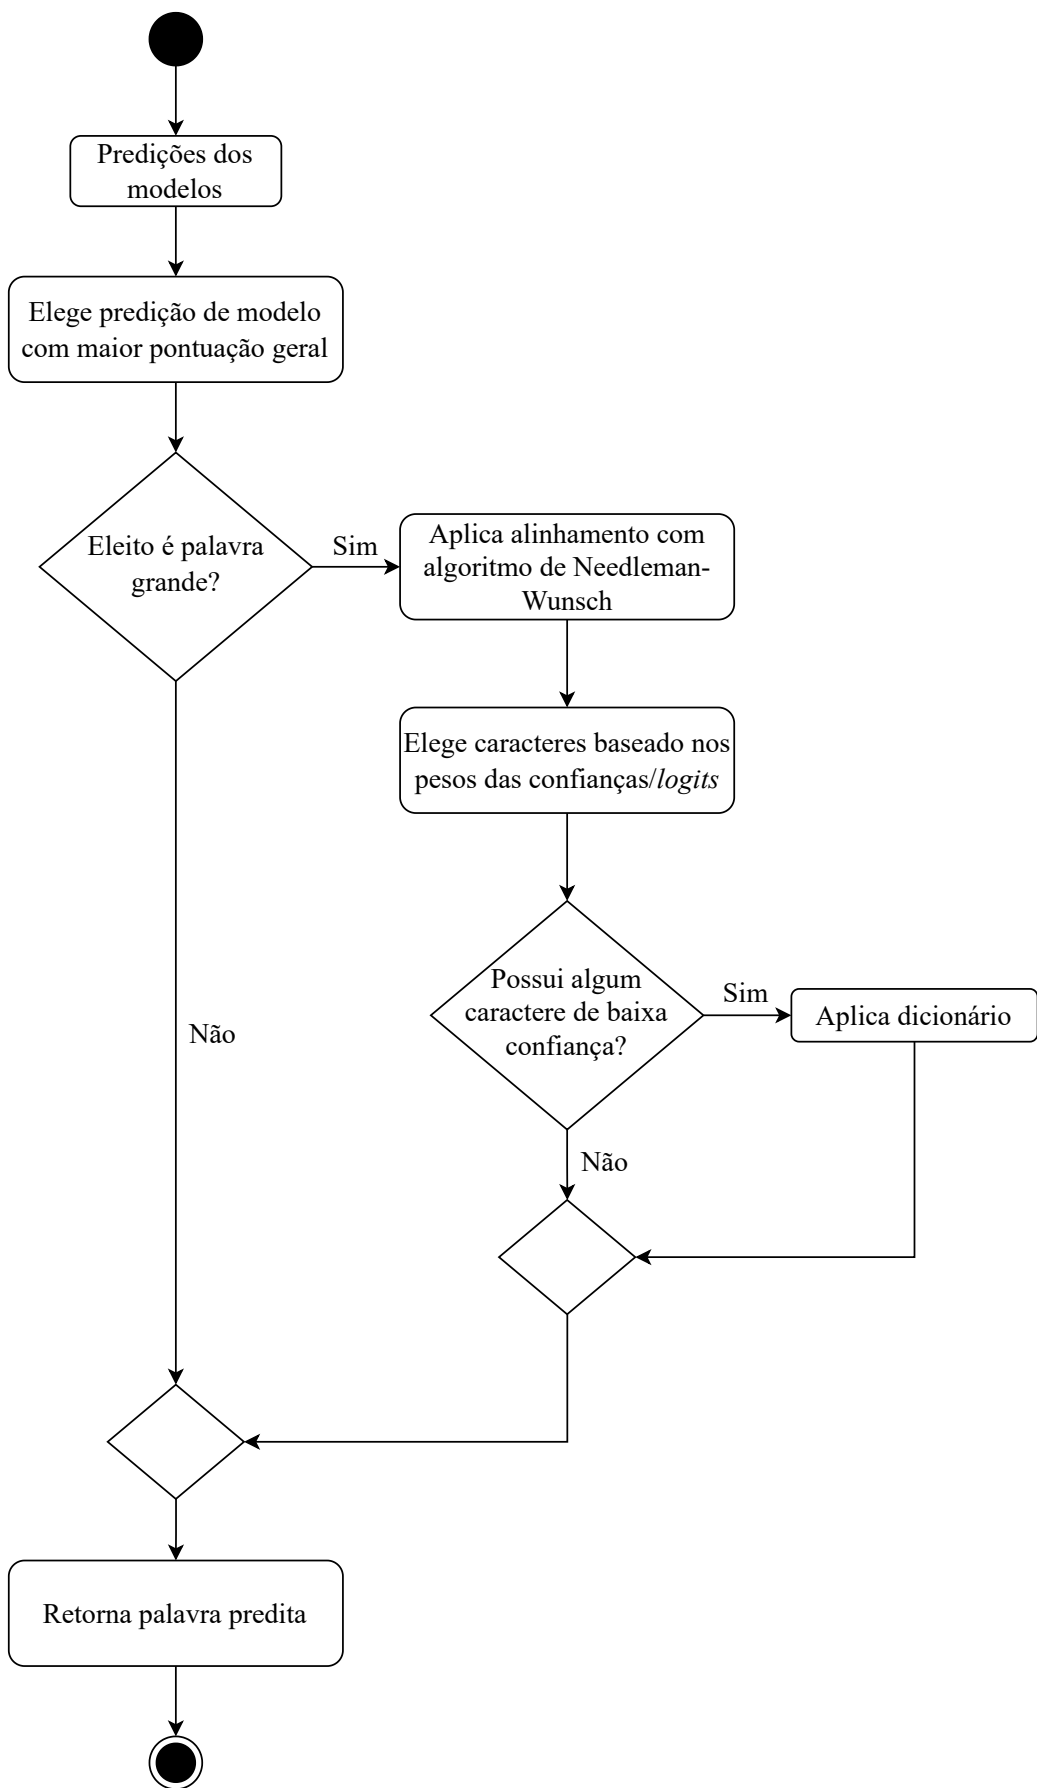 Predições dos
modelos
Elege predição de modelo
com maior pontuação geral
Eleito é palavra
grande?
Sim
Aplica alinhamento com
algoritmo de Needleman-
Wunsch
Elege caracteres baseado nos
pesos das confianças/logits
Possui algum
caractere de baixa
confiança?
Sim
Aplica dicionário
Não
Não
Retorna palavra predita